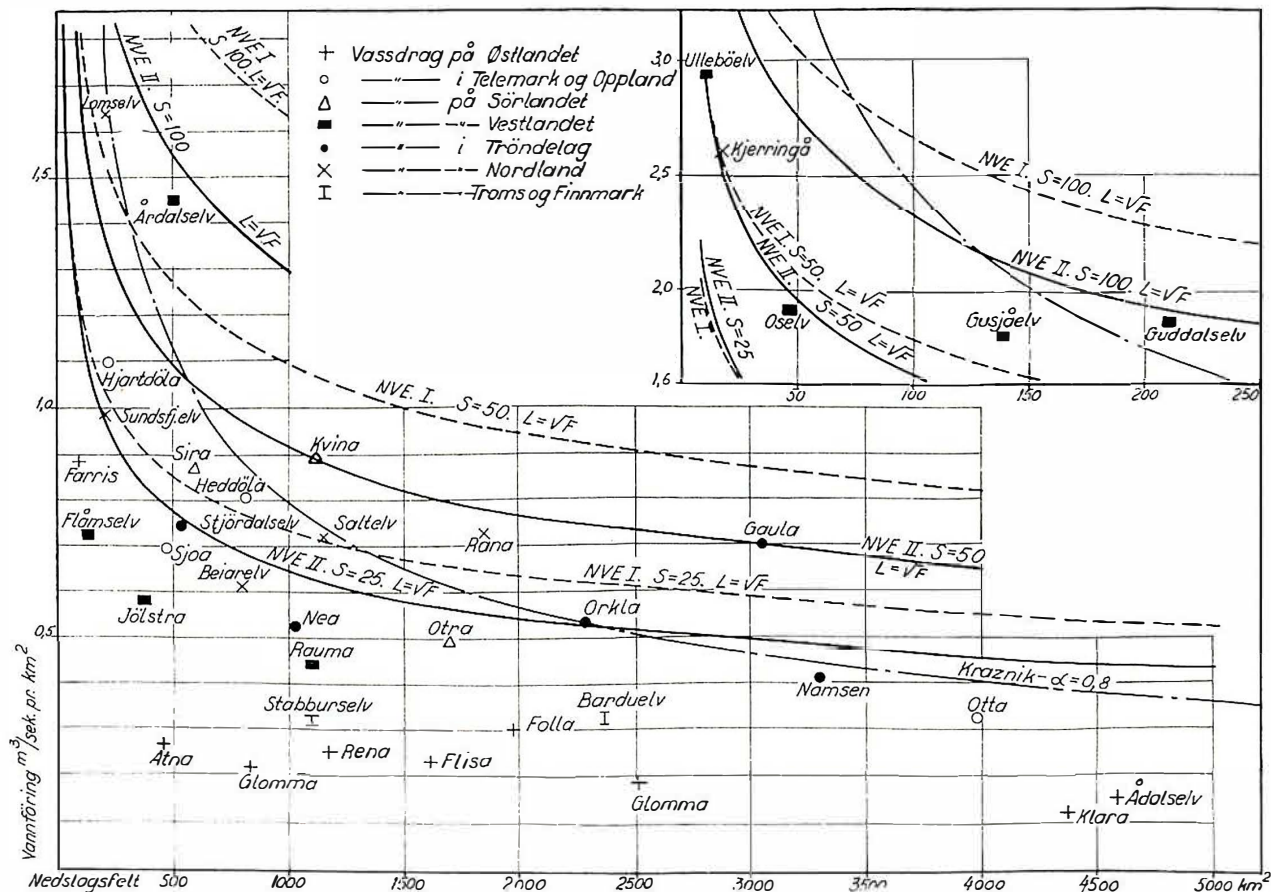 NVE II. S=100
L=√F
NVE I
S 100. L=√F.
+ Vassdrag på Østlandet
○ —〃— i Telemark og Oppland
△ —〃— på Sörlandet
■ —〃— -〃- Vestlandet
● —〃— i Tröndelag
× —〃— -〃- Nordland
I —〃— -〃- Troms og Finnmark
Lomselv
1,5
Årdalselv
Hjartdöla
1,0
Sundsfj.elv
Sira
Farris
Heddöla
Kvina
Flåmselv
Stjördalselv
Saltelv
Rana
Gaula
Sjoa
Beiarelv
NVE I. S=50. L=√F
NVE II. S=50
L=√F
NVE II. S=25. L=√F
NVE I. S=25. L=√F
Jölstra
Nea
Otra
Orkla
0,5
Rauma
Kraznik-α=0,8
Namsen
Stabburselv
Barduelv
Otta
Folla
Atna
Glomma
Rena
Flisa
Glomma
Ådalselv
Klara
Vannföring m³/sek. pr. km²
Nedslagsfelt 500 1000 1500 2000 2500 3000 3500 4000 4500 5000 km²
3,0
Ulleböelv
Kjerringå
2,5
NVE I. S=100. L=√F
NVE I. S=50. L=√F
NVE II. S=50 L=√F
NVE II. S=100. L=√F
NVE II. S=25
NVE I.
2,0
Oselv
Gusjåelv
Guddalselv
1,6
50 100 150 200 250